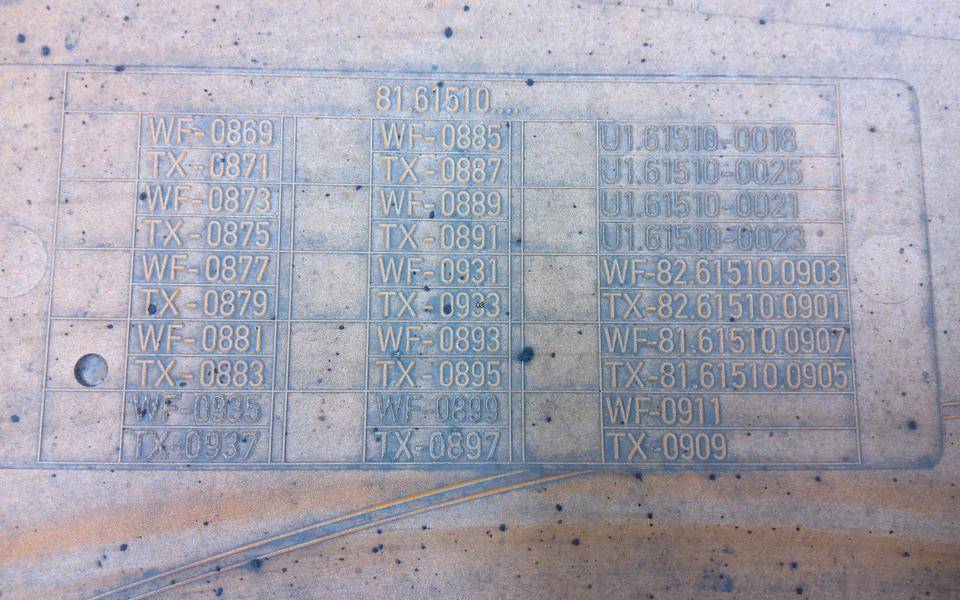 81.61510....
WF-0869 WF-0885 U1.61510-0018
TX-0871 TX-0887 U1.61510-0025
WF-0873 WF-0889 U1.61510-0021
TX-0875 TX-0891 U1.61510-0023
WF-0877 WF-0931 WF-82.61510.0903
TX-0879 TX-0933 TX-82.61510.0901
WF-0881 WF-0893 WF-81.61510.0907
TX-0883 TX-0895 TX-81.61510.0905
WF-0935 WF-0899 WF-0911
TX-0937 TX-0897 TX-0909